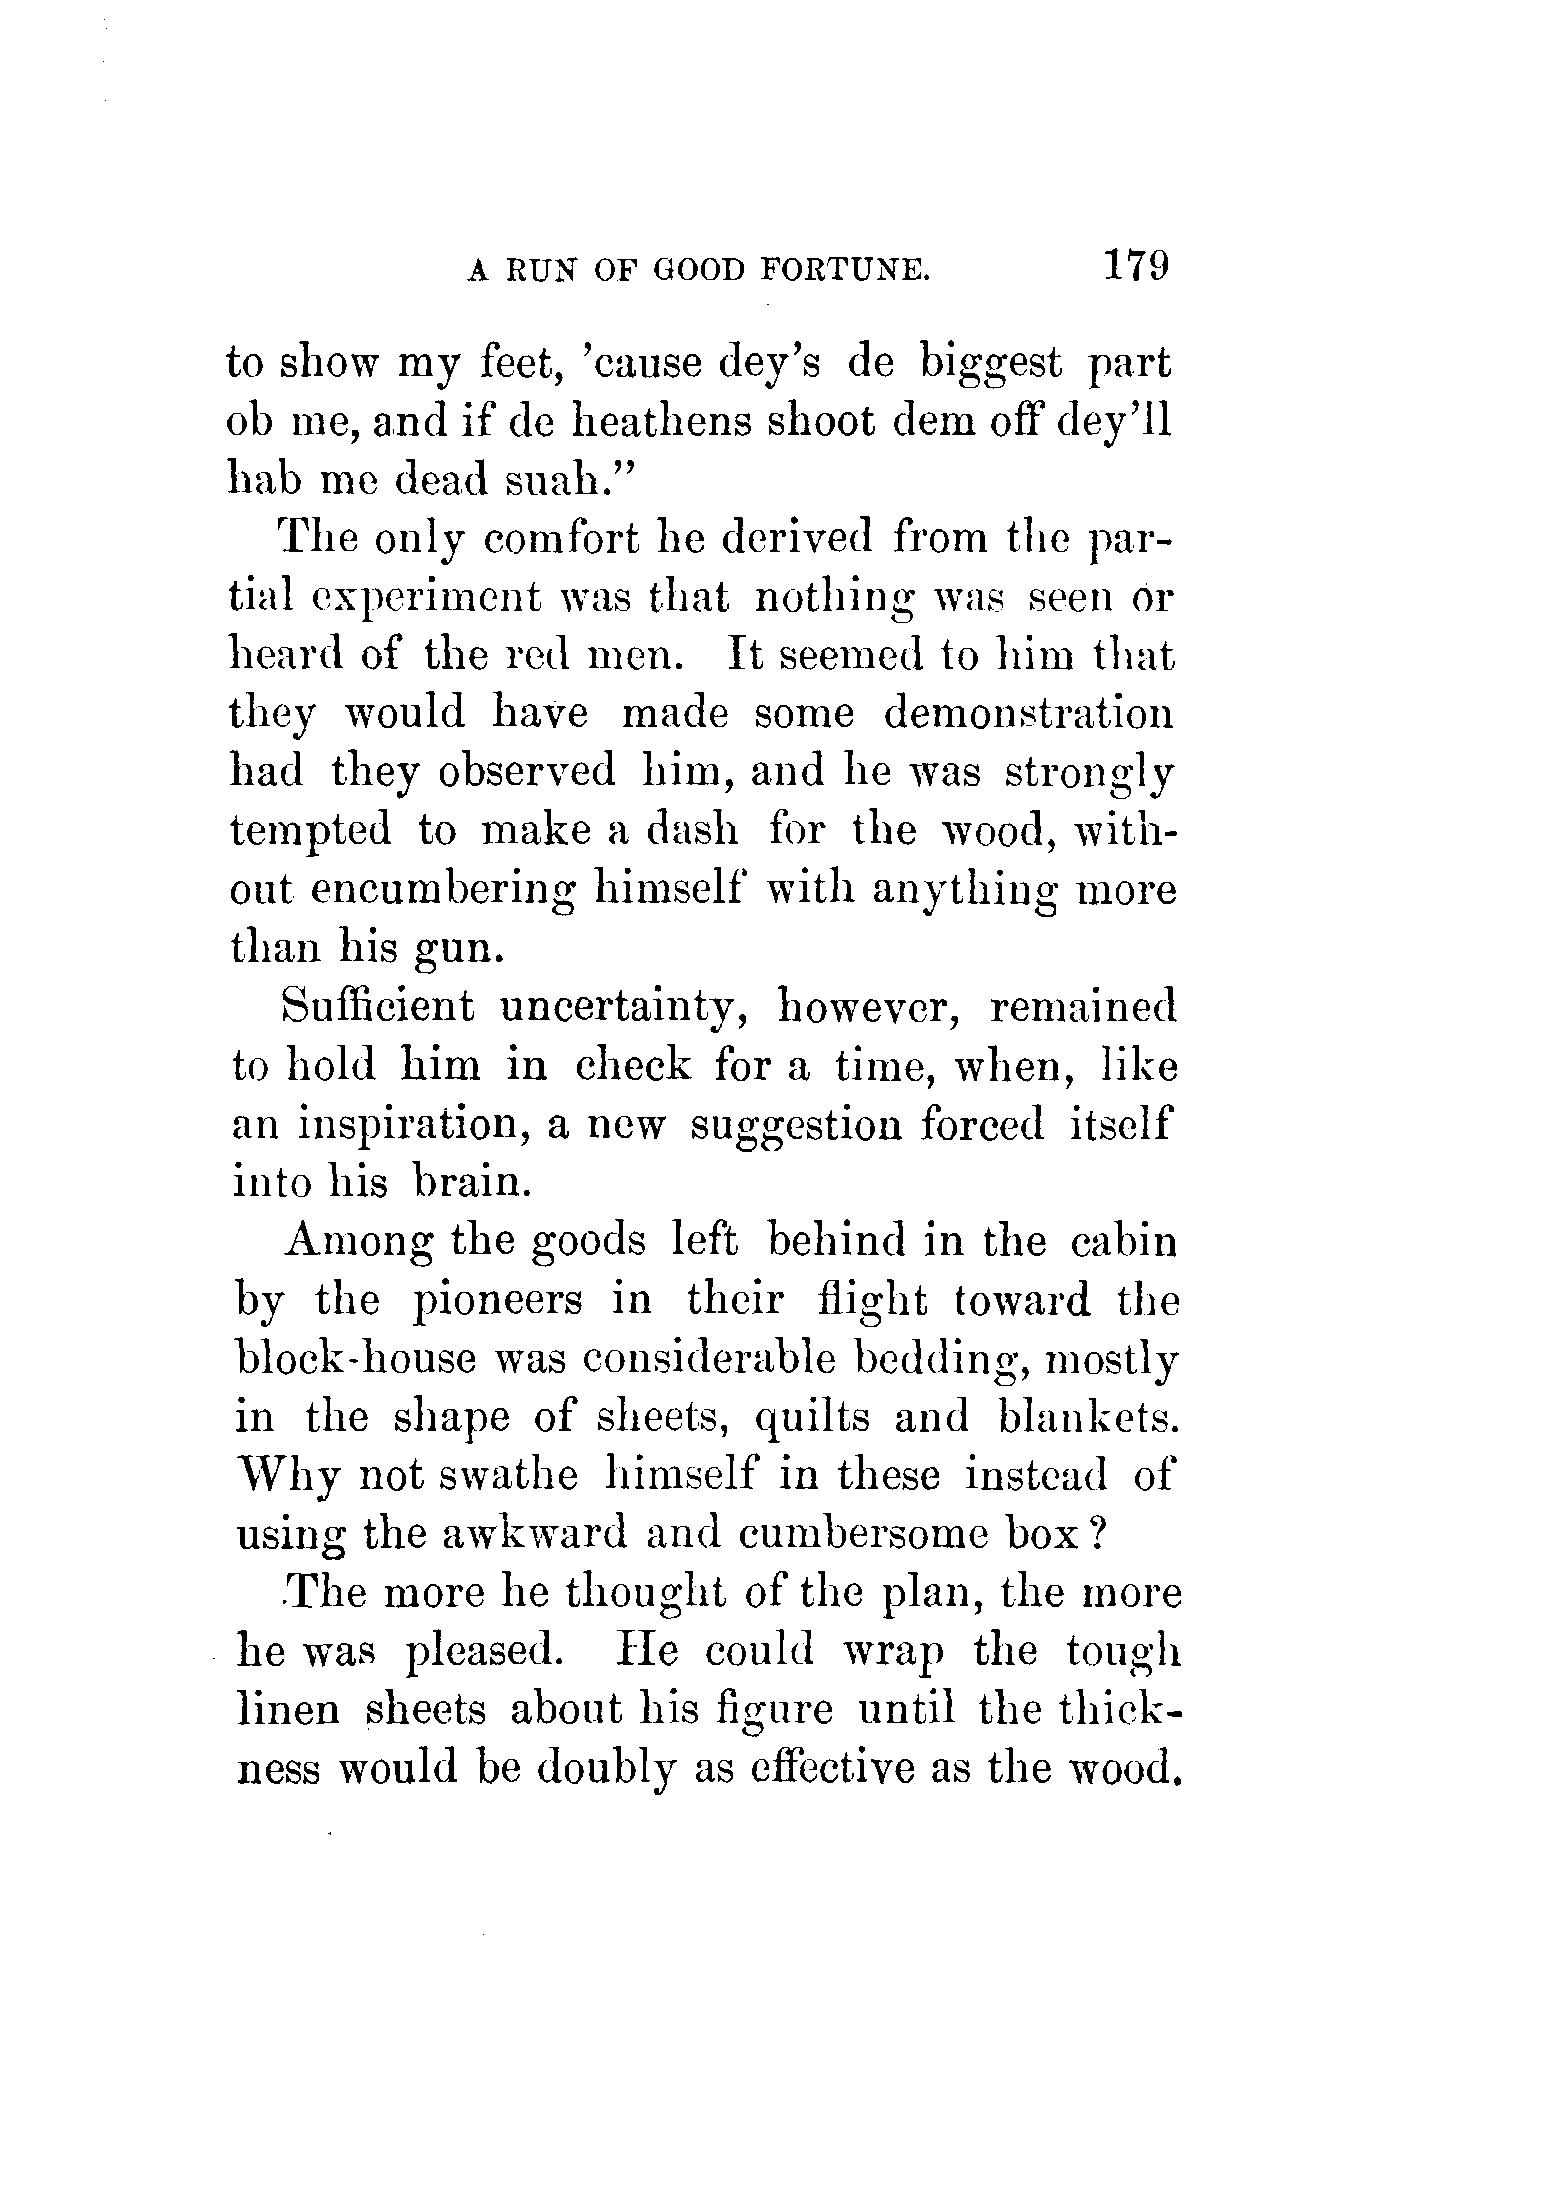 A RUN OF GOOD FORTUNE. 179
to show my feet, 'cause dey's de biggest part
ob me, and if de heathens shoot dem off dey'll
hab me dead suah."
The only comfort he derived from the par-
tial experiment was that nothing was seen or
heard of the red men. It seemed to him that
they would have made some demonstration
had they observed him, and he was strongly
tempted to make a dash for the wood, with-
out encumbering himself with anything more
than his gun.
Sufficient uncertainty, however, remained
to hold him in check for a time, when, like
an inspiration, a new suggestion forced itself
into his brain.
Among the goods left behind in the cabin
by the pioneers in their flight toward the
block-house was considerable bedding, mostly
in the shape of sheets, quilts and blankets.
Why not swathe himself in these instead of
using the awkward and cumbersome box?
The more he thought of the plan, the more
he was pleased. He could wrap the tough
linen sheets about his figure until the thick-
ness would be doubly as effective as the wood.